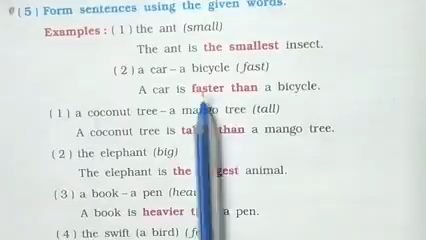 (5) Form sentences using the given words.
Examples : (1) the ant (small)
The ant is the smallest insect.
(2) a car – a bicycle (fast)
A car is faster than a bicycle.
(1) a coconut tree – a mango tree (tall)
A coconut tree is than a mango tree.
(2) the elephant (big)
The elephant is the animal.
(3) a book – a pen
A book is heavier a pen.
(4) the swift (a bird)